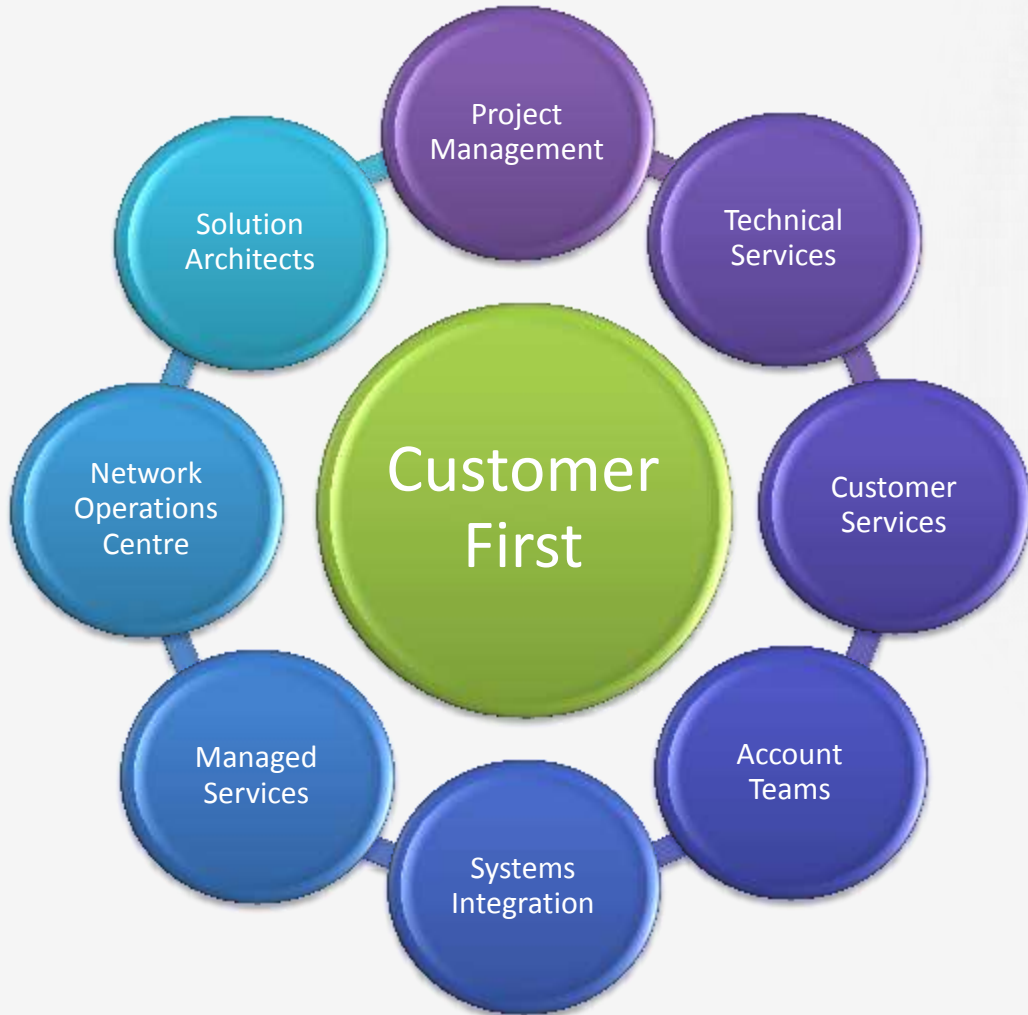 Project
Management
Technical
Services
Customer
Services
Account
Teams
Systems
Integration
Managed
Services
Network
Operations
Centre
Solution
Architects
Customer
First